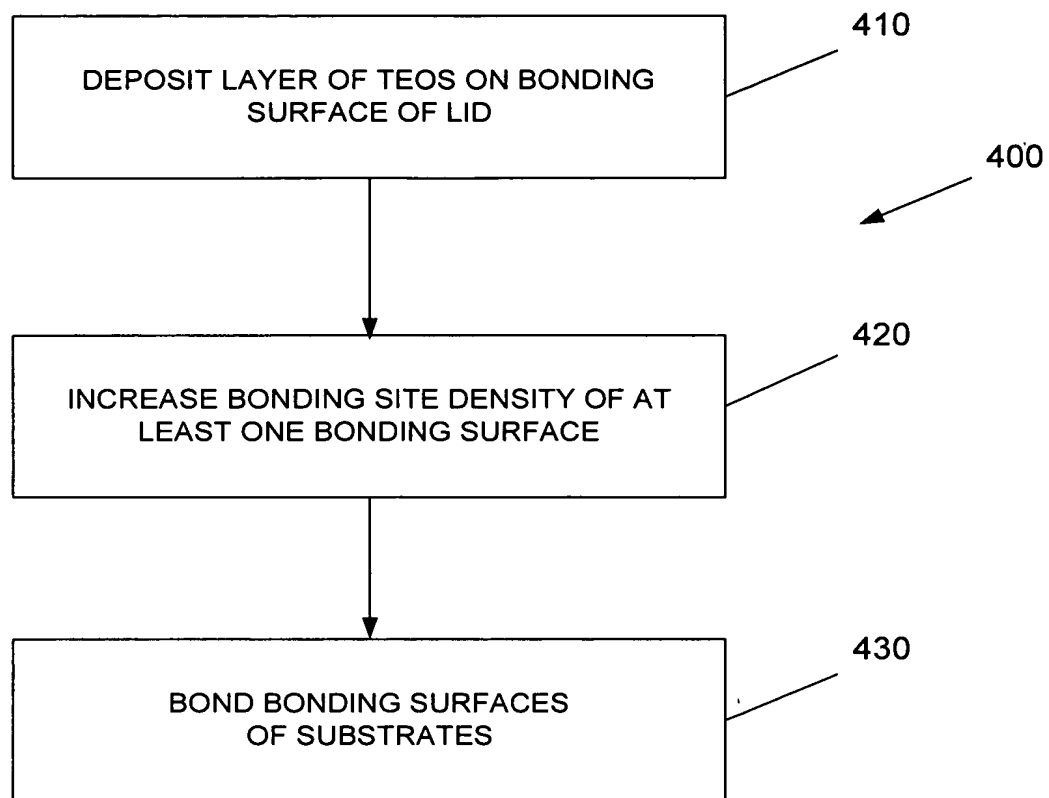 410
DEPOSIT LAYER OF TEOS ON BONDING
SURFACE OF LID
400
420
INCREASE BONDING SITE DENSITY OF AT
LEAST ONE BONDING SURFACE
430
BOND BONDING SURFACES
OF SUBSTRATES